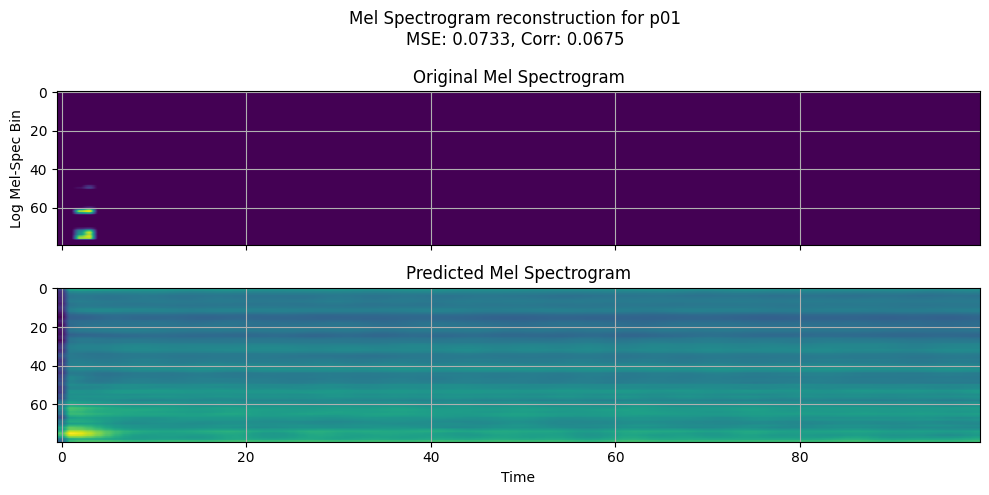 Mel Spectrogram reconstruction for p01
MSE: 0.0733, Corr: 0.0675
Original Mel Spectrogram
0
20
40
60
Log Mel-Spec Bin
Predicted Mel Spectrogram
0
20
40
60
0 20 40 60 80
Time